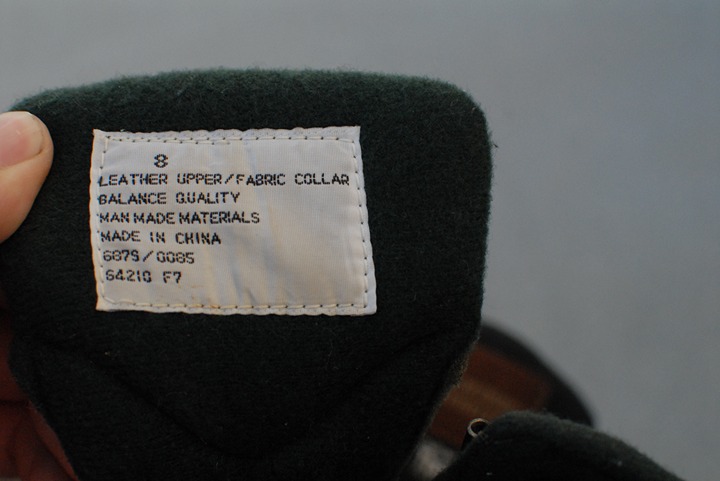 8
LEATHER UPPER/FABRIC COLLAR
BALANCE QUALITY
MAN MADE MATERIALS
MADE IN CHINA
6879/0085
64210 F7